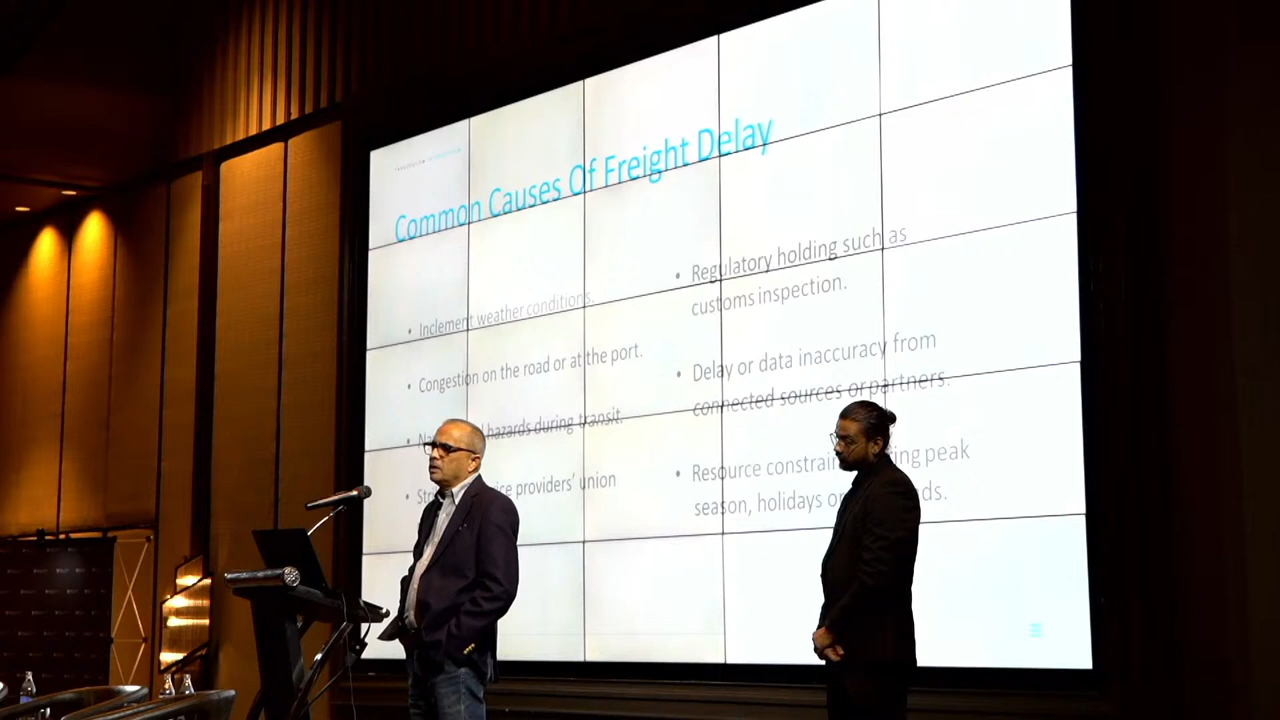 Common Causes Of Freight Delay
• Inclement weather conditions.
• Congestion on the road or at the port.
• hazards during transit.
• providers' union
• Regulatory holding such as
customs inspection.
• Delay or data inaccuracy from
connected sources or partners.
• Resource peak
season, holidays